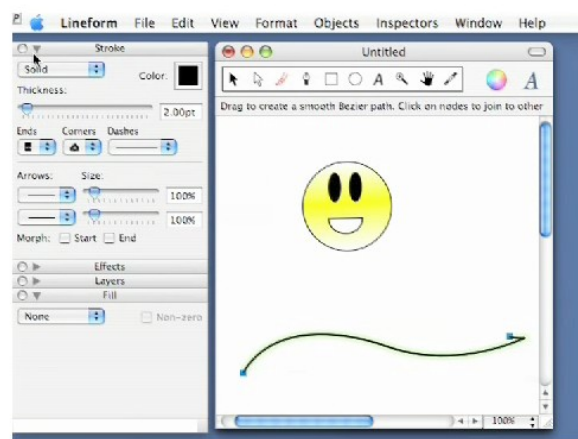 Lineform File Edit View Format Objects Inspectors Window Help
Stroke
Solid
Color:
Thickness:
2.00pt
Ends Corners Dashes
Arrows: Size:
100%
100%
Morph: Start End
Effects
Layers
Fill
None
Non-zero
Untitled
A
A
Drag to create a smooth Bezier path. Click on nodes to join to other
100%